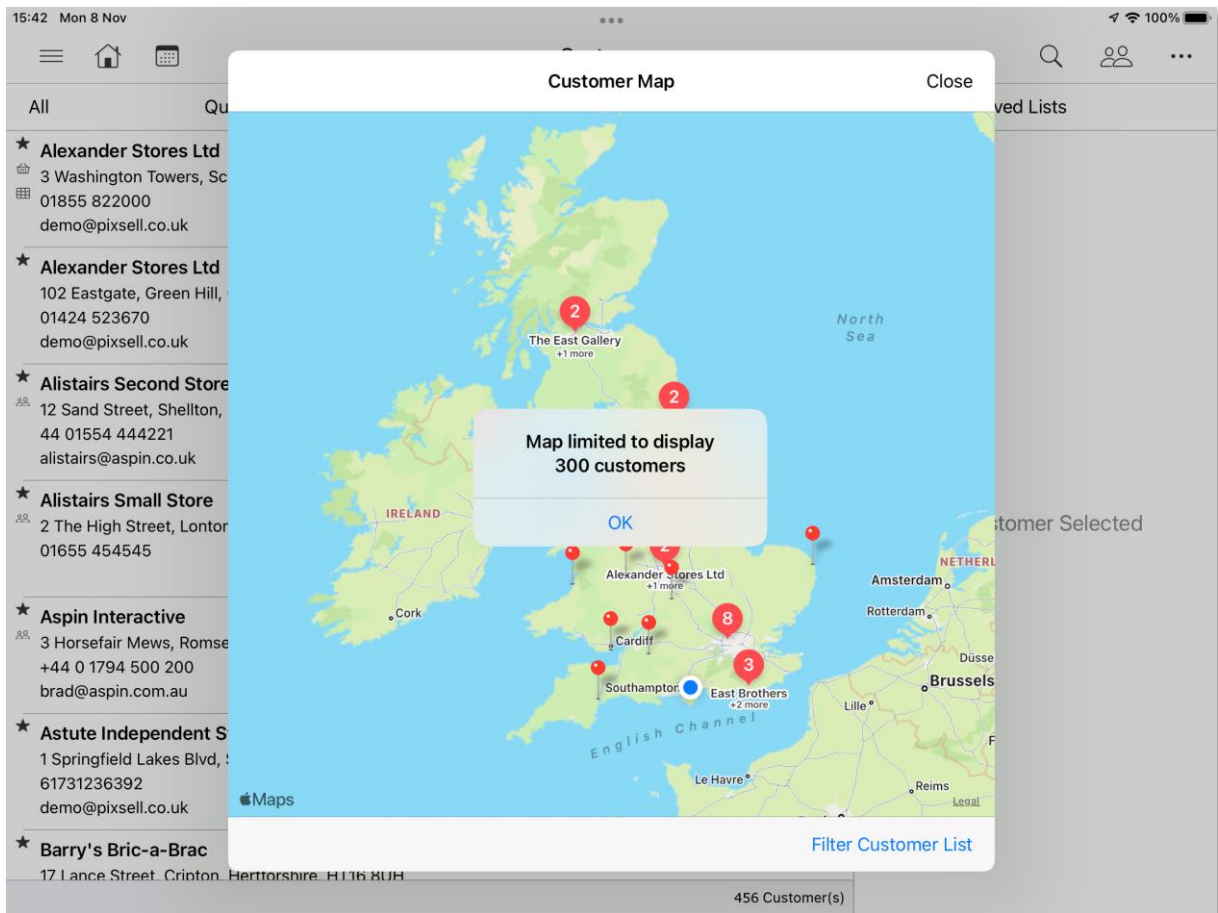 15:42 Mon 8 Nov
100%
Customer Map
Close
All
Qu
ved Lists
Alexander Stores Ltd
3 Washington Towers, Sc
01855 822000
demo@pixsell.co.uk
Alexander Stores Ltd
102 Eastgate, Green Hill,
01424 523670
demo@pixsell.co.uk
Alistairs Second Store
12 Sand Street, Shellton,
44 01554 444221
alistairs@aspin.co.uk
Alistairs Small Store
2 The High Street, Lontor
01655 454545
Aspin Interactive
3 Horsefair Mews, Romse
+44 0 1794 500 200
brad@aspin.com.au
Astute Independent S
1 Springfield Lakes Blvd,
61731236392
demo@pixsell.co.uk
Barry's Bric-a-Brac
17 Lance Street, Cripton, Hertforshire, HT16 8UH
North
Sea
2
The East Gallery
+1 more
2
Map limited to display
300 customers
OK
IRELAND
2
Alexander Stores Ltd
+1 more
Cork
Cardiff
8
3
Southampton
East Brothers
+2 more
English Channel
NETHERL
Amsterdam
Rotterdam
Düsse
Brussels
Lille
F
Le Havre
Reims
Maps
Legal
stomer Selected
Filter Customer List
456 Customer(s)